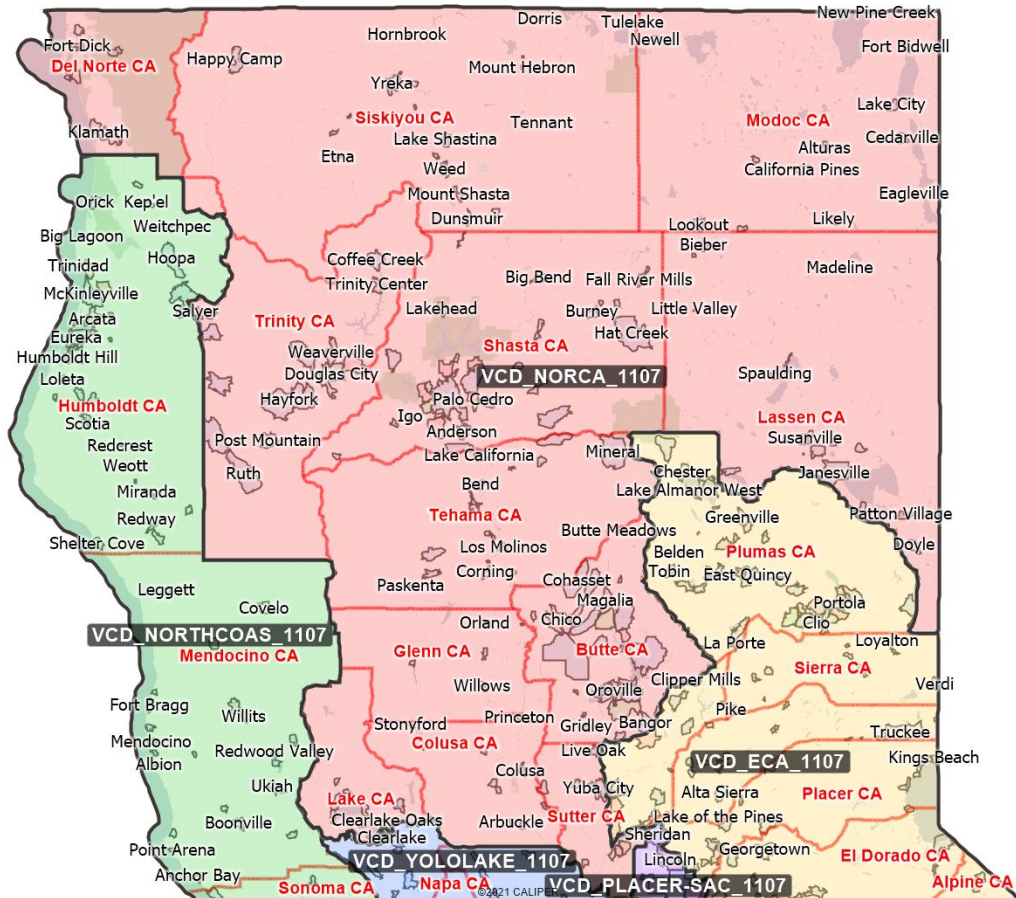 New Pine Creek
Dorris
Tulelake
Hornbrook
Newell
Fort Dick
Fort Bidwell
Happy Camp
Del Norte CA
Mount Hebron
Yreka
Lake City
Siskiyou CA
Tennant
Modoc CA
Klamath
Lake Shastina
Cedarville
Alturas
Etna
Weed
California Pines
Mount Shasta
Eagleville
Orick
Kep'el
Dunsmuir
Likely
Weitchpec
Lookout
Big Lagoon
Bieber
Hoopa
Coffee Creek
Trinidad
Madeline
Big Bend
Fall River Mills
Trinity Center
McKinleyville
Lakehead
Salyer
Burney
Little Valley
Arcata
Trinity CA
Hat Creek
Eureka
Shasta CA
Weaverville
Humboldt Hill
Douglas City
Spaulding
VCD_NORCA_1107
Loleta
Hayfork
Palo Cedro
Humboldt CA
Igo
Lassen CA
Scotia
Anderson
Susanville
Redcrest
Post Mountain
Lake California
Mineral
Weott
Chester
Janesville
Ruth
Bend
Lake Almanor West
Miranda
Patton Village
Tehama CA
Greenville
Redway
Butte Meadows
Shelter Cove
Los Molinos
Belden
Plumas CA
Doyle
Corning
Tobin
East Quincy
Leggett
Paskenta
Cohasset
Magalia
Portola
Covelo
Chico
Orland
Clio
VCD_NORTHCOAS_1107
La Porte
Loyalton
Mendocino CA
Glenn CA
Butte CA
Sierra CA
Clipper Mills
Willows
Verdi
Oroville
Fort Bragg
Pike
Willits
Princeton
Stonyford
Gridley
Bangor
Truckee
Mendocino
Colusa CA
Redwood Valley
Live Oak
Kings Beach
Albion
VCD_ECA_1107
Colusa
Ukiah
Yuba City
Alta Sierra
Placer CA
Lake CA
Clearlake Oaks
Arbuckle
Sutter CA
Lake of the Pines
Boonville
Clearlake
Sheridan
Point Arena
Georgetown
El Dorado CA
VCD_YOLOLAKE_1107
Lincoln
Anchor Bay
Sonoma CA
Napa CA
VCD_PLACER-SAC_1107
Alpine CA
©2021 CALIPER